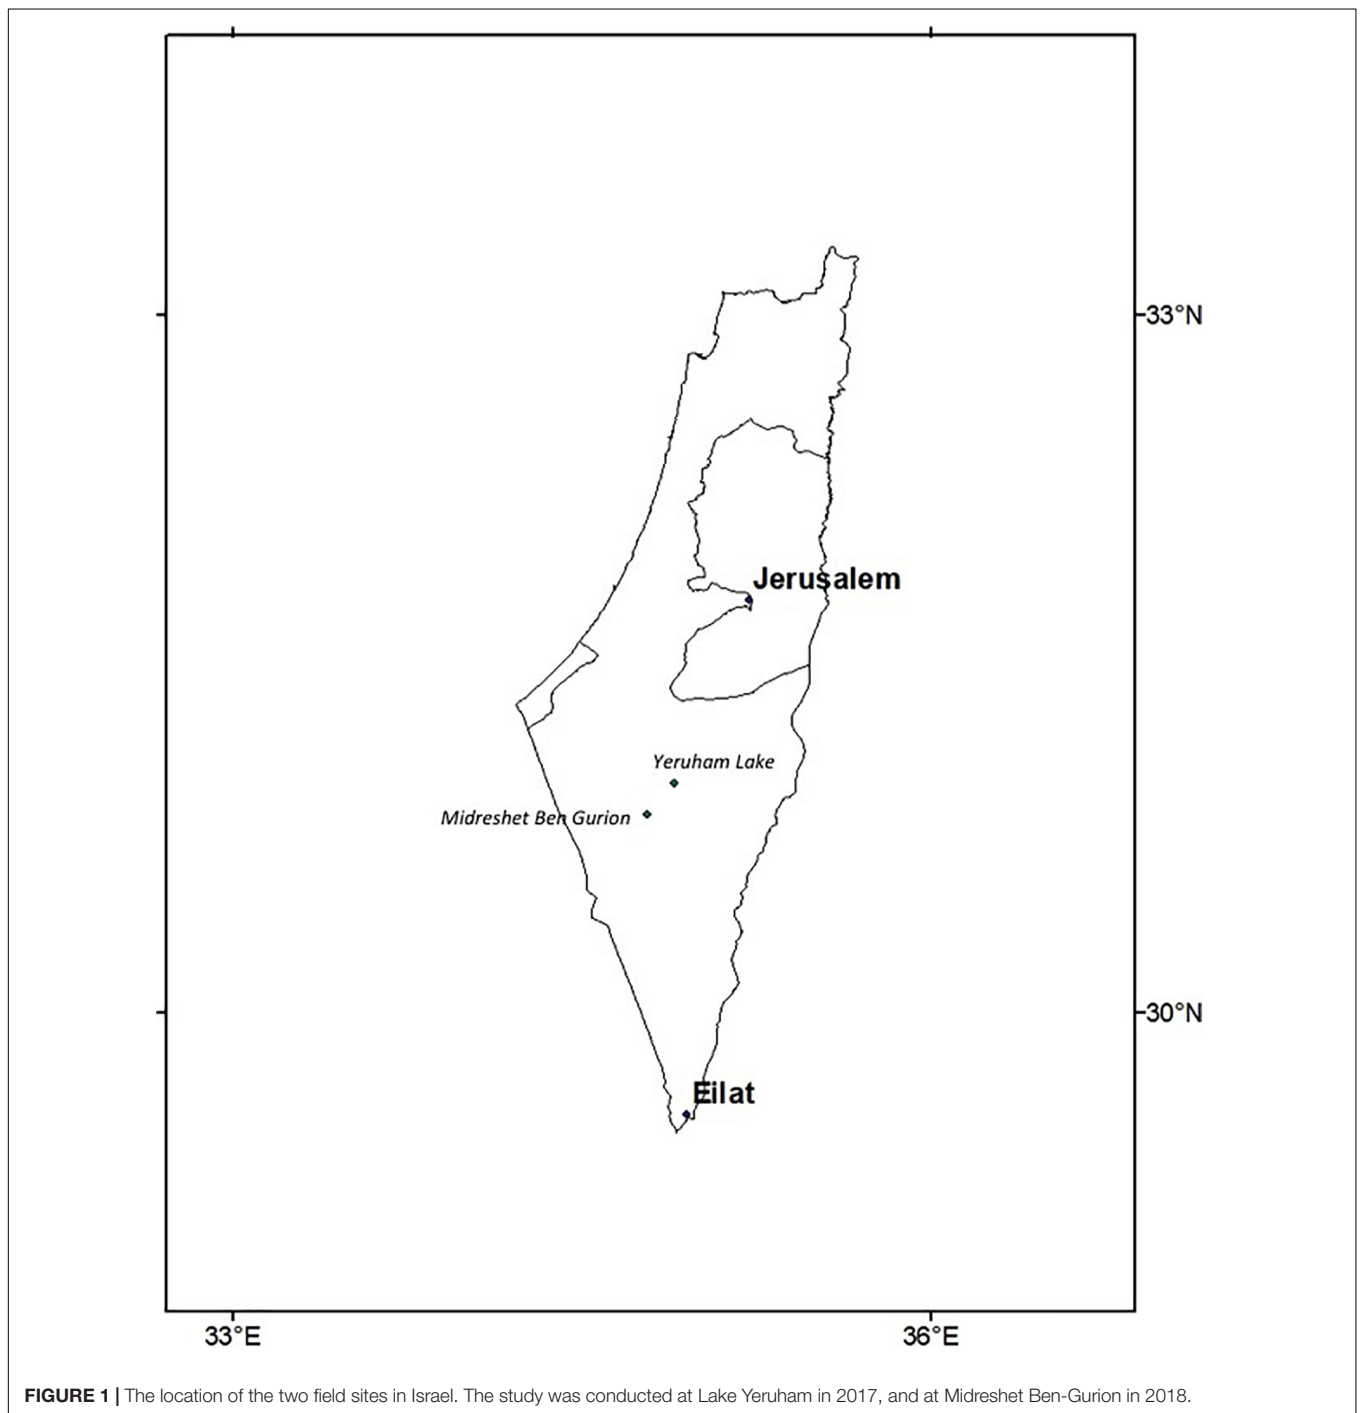 33°N
Jerusalem
Yeruham Lake
Midreshet Ben Gurion
30°N
Eilat
33°E 36°E
FIGURE 1 | The location of the two field sites in Israel. The study was conducted at Lake Yeruham in 2017, and at Midreshet Ben-Gurion in 2018.